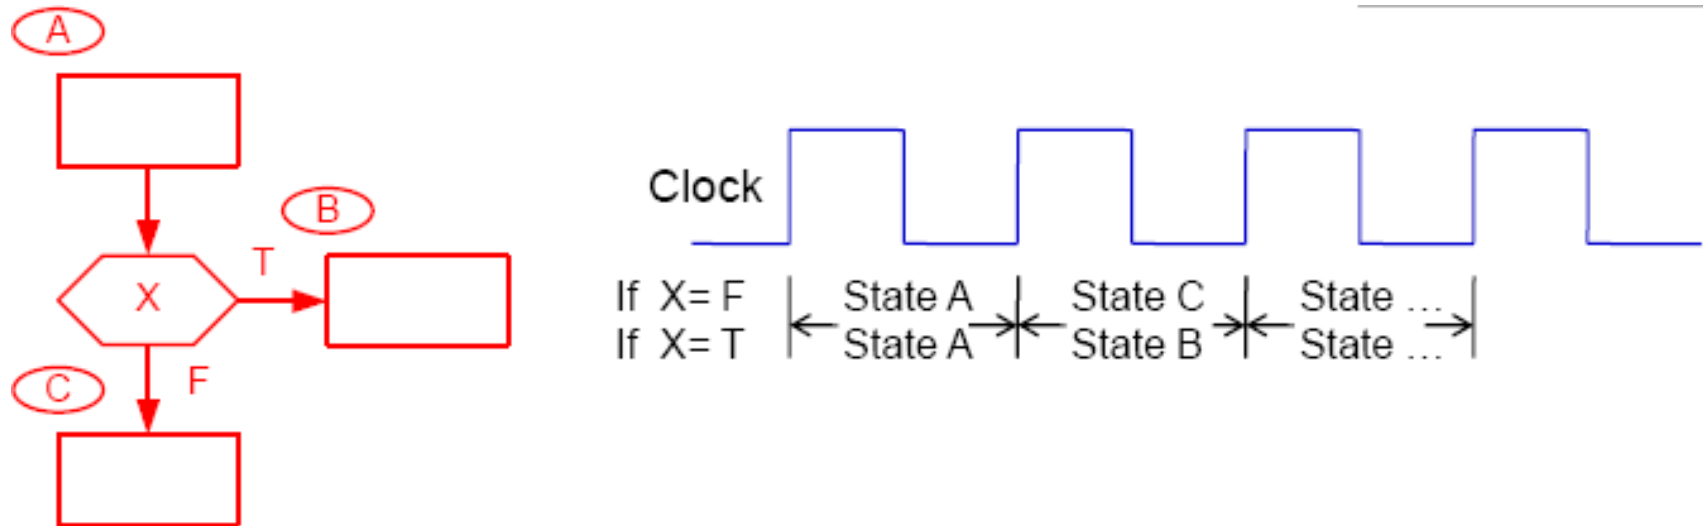 A
B
T
X
F
C
Clock
If X= F State A State C State ...
If X= T State A State B State ...